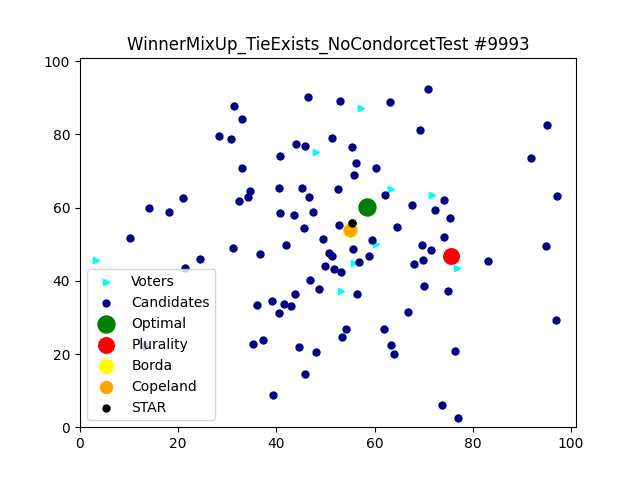 WinnerMixUp_TieExists_NoCondorcetTest #9993
100
80
60
40
20
0
Voters
Candidates
Optimal
Plurality
Borda
Copeland
STAR
0 20 40 60 80 100